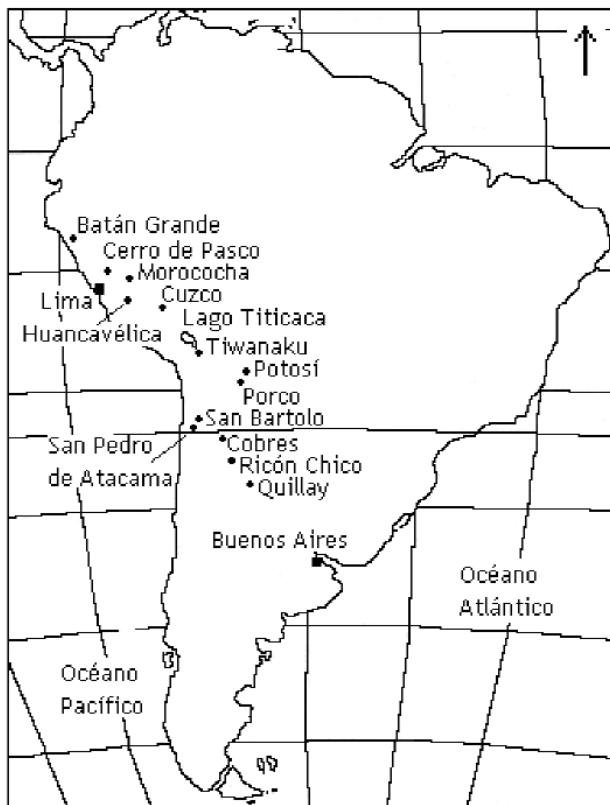 Batán Grande
Cerro de Pasco
Morococha
Lima
Cuzco
Huancavélica
Lago Titicaca
Tiwanaku
Potosí
Porco
San Bartolo
San Pedro
de Atacama
Cobres
Ricón Chico
Quillay
Buenos Aires
Océano
Atlántico
Océano
Pacífico